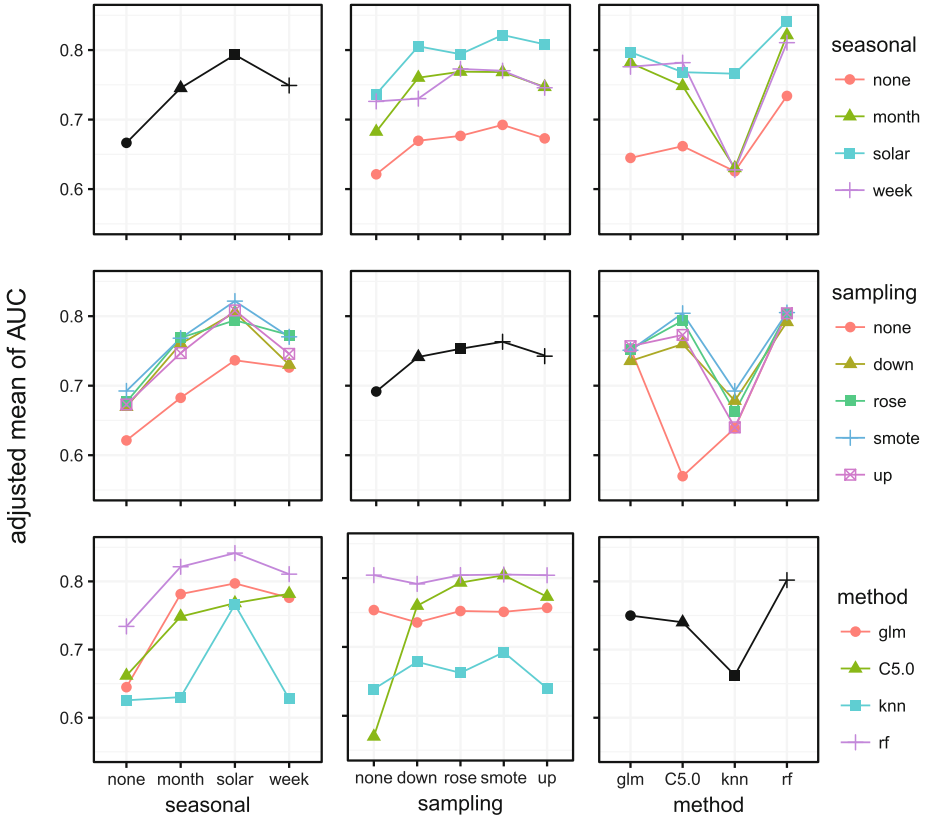 0.8
0.7
0.6
seasonal
none
month
solar
week
adjusted mean of AUC
0.8
0.7
0.6
sampling
none
down
rose
smote
up
0.8
0.7
0.6
method
glm
C5.0
knn
rf
none month solar week
none down rose smote up
glm C5.0 knn rf
seasonal sampling method